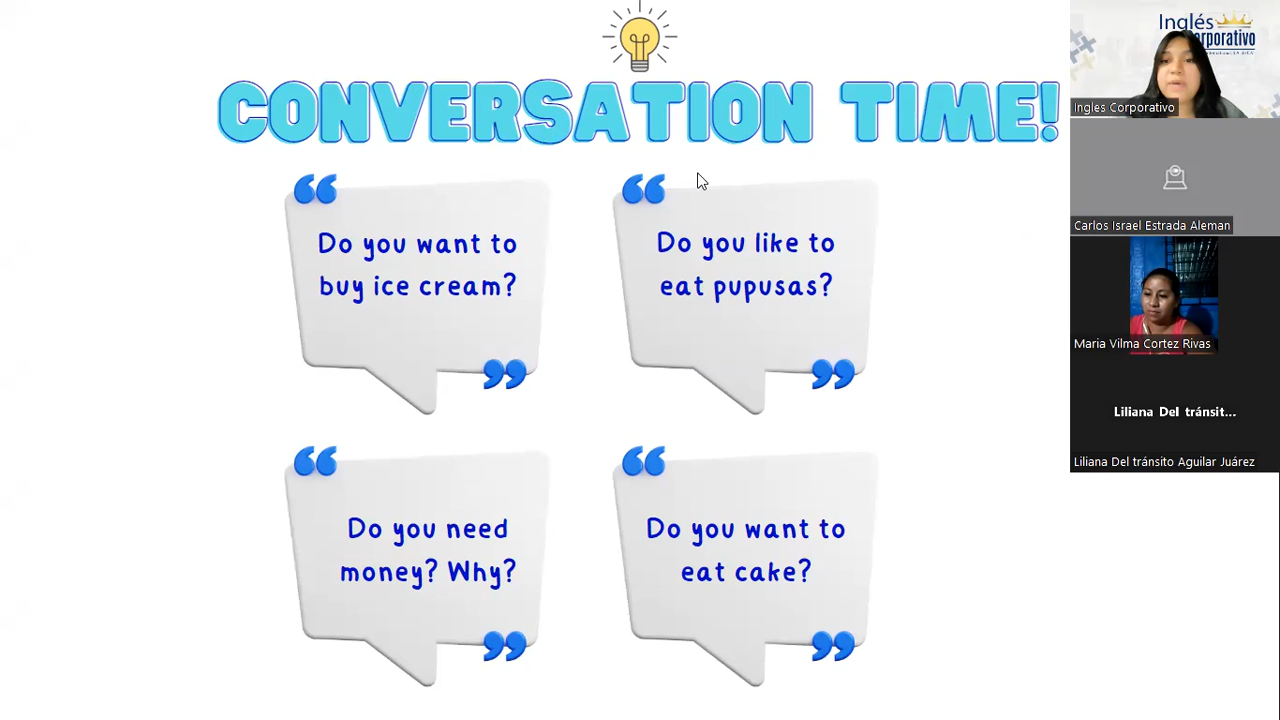 CONVERSATION TIME!
Do you want to
buy ice cream?
Do you like to
eat pupusas?
Do you need
money? Why?
Do you want to
eat cake?
Inglés
Corporativo
Ingles Corporativo
Carlos Israel Estrada Aleman
Maria Vilma Cortez Rivas
Liliana Del tránsit...
Liliana Del tránsito Aguilar Juárez